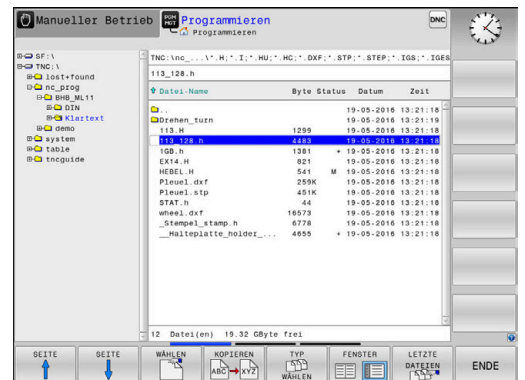 Manueller Betrieb
PGM
MGT
Programmieren
Programmieren
DNC
SF:\
TNC:\
lost+found
nc_prog
BHB_ML11
DIN
Klartext
demo
system
table
tncguide
TNC:\nc_...\*.H;*.I;*.HU;*.HC;*.DXF;*.STP;*.STEP;*.IGS;*.IGES
113_128.h
Datei-Name Byte Status Datum Zeit
.. 19-05-2016 13:21:18
Drehen_turn 19-05-2016 13:21:19
113.H 1299 19-05-2016 13:21:18
113_128.h 4483 19-05-2016 13:21:18
1GB.h 1381 + 19-05-2016 13:21:18
EX14.H 821 19-05-2016 13:21:18
HEBEL.H 541 M 19-05-2016 13:21:18
Pleuel.dxf 259K 19-05-2016 13:21:18
Pleuel.stp 451K 19-05-2016 13:21:18
STAT.h 44 19-05-2016 13:21:18
wheel.dxf 16573 19-05-2016 13:21:18
_Stempel_stamp.h 6778 19-05-2016 13:21:18
__Halteplatte_holder_... 4655 + 19-05-2016 13:21:18
12 Datei(en) 19.32 GByte frei
SEITE
SEITE
WÄHLEN
KOPIEREN
ABC XYZ
TYP
WÄHLEN
FENSTER
LETZTE
DATEIEN
ENDE